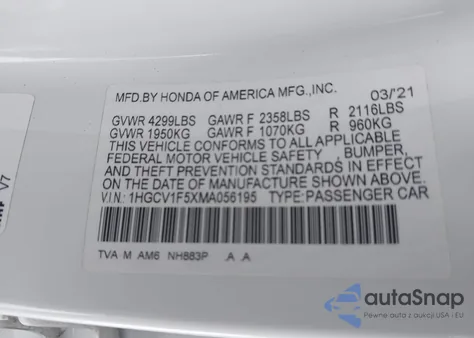 MFD.BY HONDA OF AMERICA MFG.,INC. 03/'21
GVWR 4299LBS GAWR F 2358LBS R 2116LBS
GVWR 1950KG GAWR F 1070KG R 960KG
THIS VEHICLE CONFORMS TO ALL APPLICABLE
FEDERAL MOTOR VEHICLE SAFETY , BUMPER,
AND THEFT PREVENTION STANDARDS IN EFFECT
ON THE DATE OF MANUFACTURE SHOWN ABOVE.
V.I.N.: 1HGCV1F5XMA056195 TYPE:PASSENGER CAR
TVA M AM6 NH883P .A .A
V7
autoSnap
Pewne auta z aukcji USA i EU